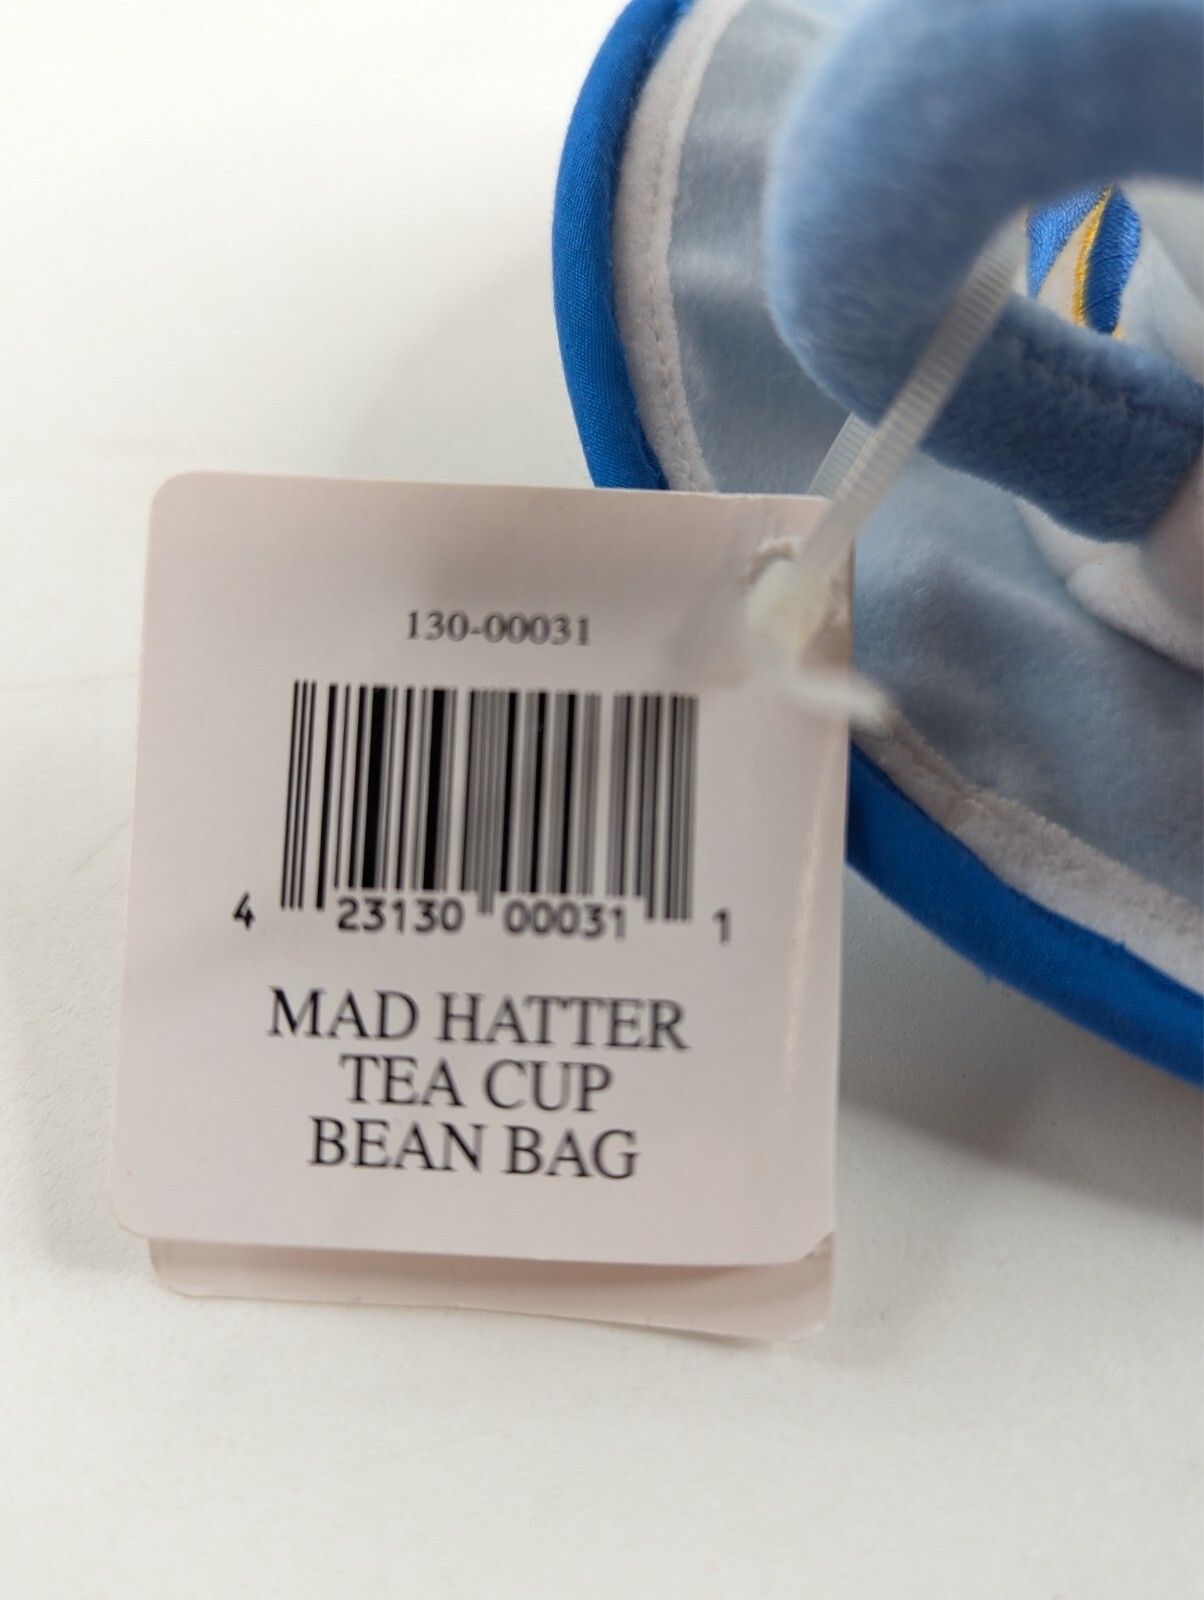 130-00031
4 23130 00031 1
MAD HATTER
TEA CUP
BEAN BAG